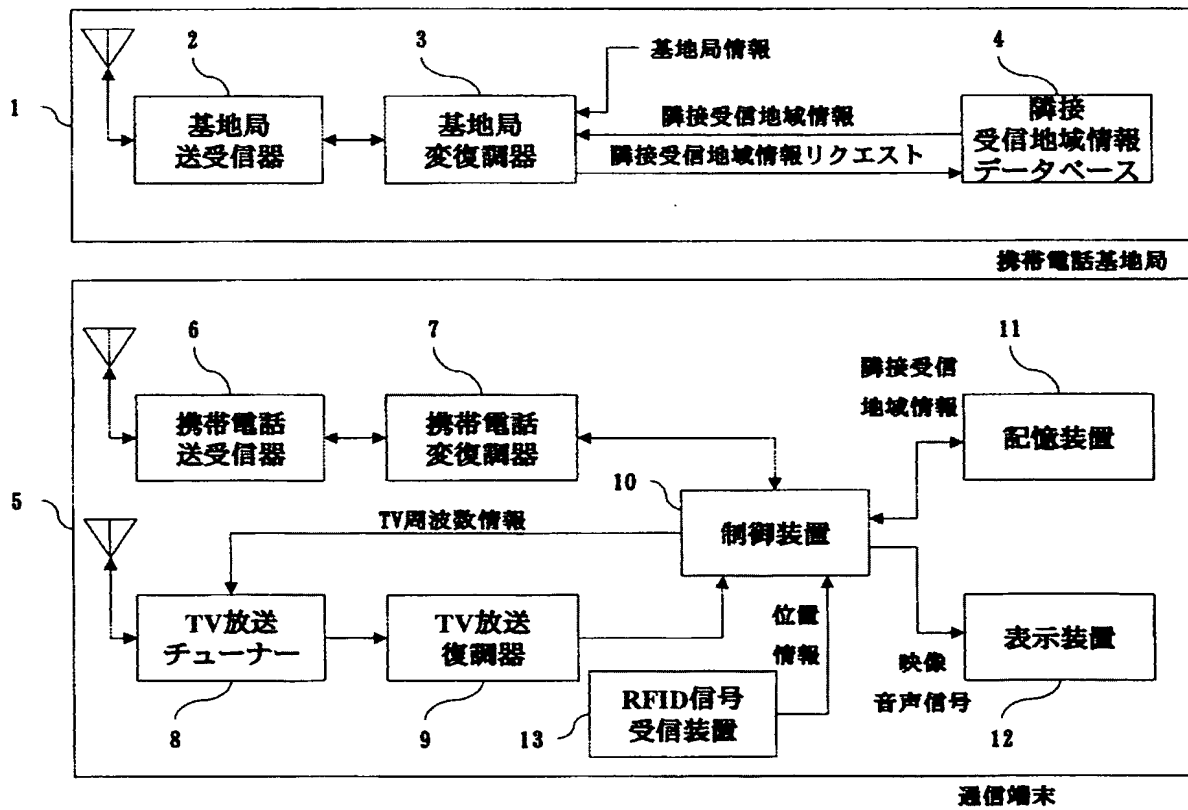 1
2
基地局
送受信器
3
基地局
変復調器
基地局情報
隣接受信地域情報
隣接受信地域情報リクエスト
4
隣接
受信地域情報
データベース
携帯電話基地局
5
6
携帯電話
送受信器
7
携帯電話
変復調器
隣接受信
地域情報
11
記憶装置
10
制御装置
TV周波数情報
TV放送
チューナー
8
TV放送
復調器
9
位置
情報
RFID信号
受信装置
13
映像
音声信号
表示装置
12
通信端末